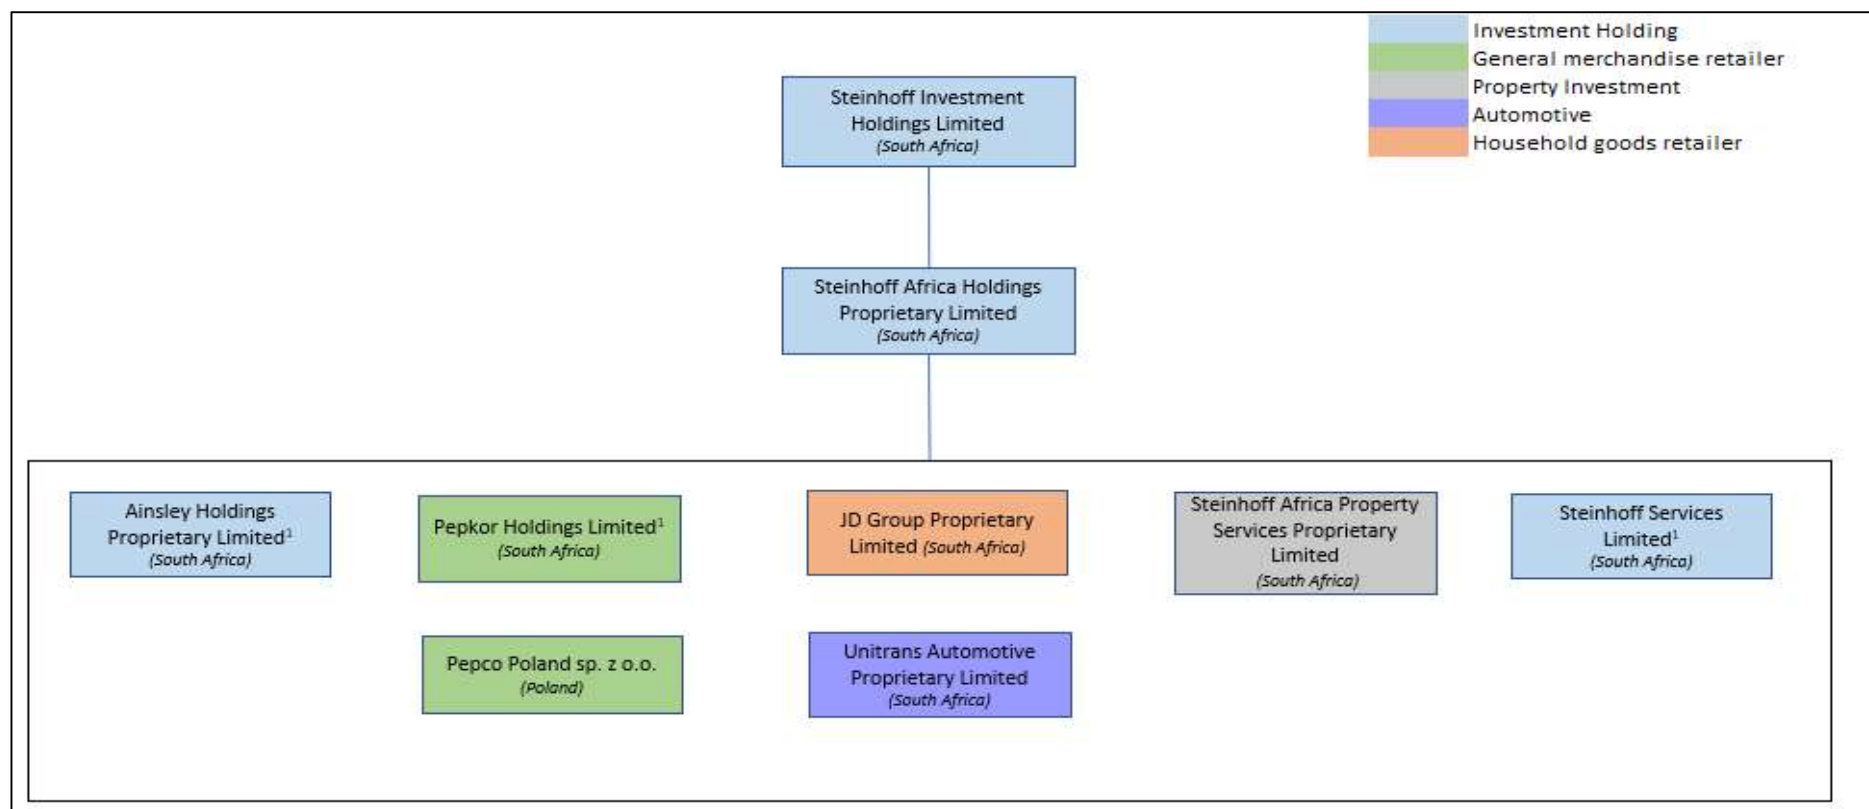 Investment Holding
General merchandise retailer
Property Investment
Automotive
Household goods retailer
Steinhoff Investment
Holdings Limited
(South Africa)
Steinhoff Africa Holdings
Proprietary Limited
(South Africa)
Ainsley Holdings
Proprietary Limited¹
(South Africa)
Pepkor Holdings Limited¹
(South Africa)
JD Group Proprietary
Limited (South Africa)
Steinhoff Africa Property
Services Proprietary
Limited
(South Africa)
Steinhoff Services
Limited¹
(South Africa)
Pepco Poland sp. z o.o.
(Poland)
Unitrans Automotive
Proprietary Limited
(South Africa)